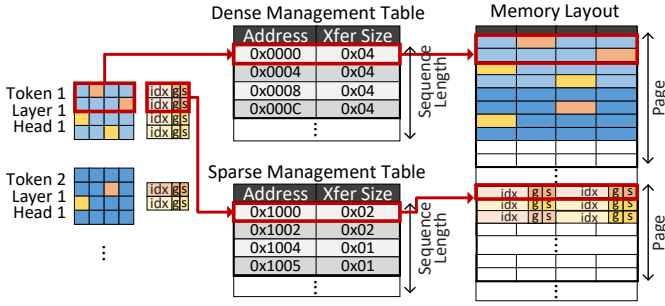 Dense Management Table
Memory Layout
Address Xfer Size
0x0000 0x04
0x0004 0x04
0x0008 0x04
0x000C 0x04
⋮
Sequence
Length
Page
Token 1
Layer 1
Head 1
idx g s
idx g s
idx g s
idx g s
Token 2
Layer 1
Head 1
idx g s
idx g s
⋮
Sparse Management Table
Address Xfer Size
0x1000 0x02
0x1002 0x02
0x1004 0x01
0x1005 0x01
⋮
Sequence
Length
⋮
idx g s idx g s
idx g s idx g s
idx g s idx g s
⋮
Page